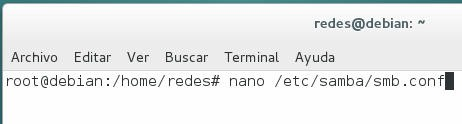 redes@debian: ~
Archivo Editar Ver Buscar Terminal Ayuda
root@debian:/home/redes# nano /etc/samba/smb.conf